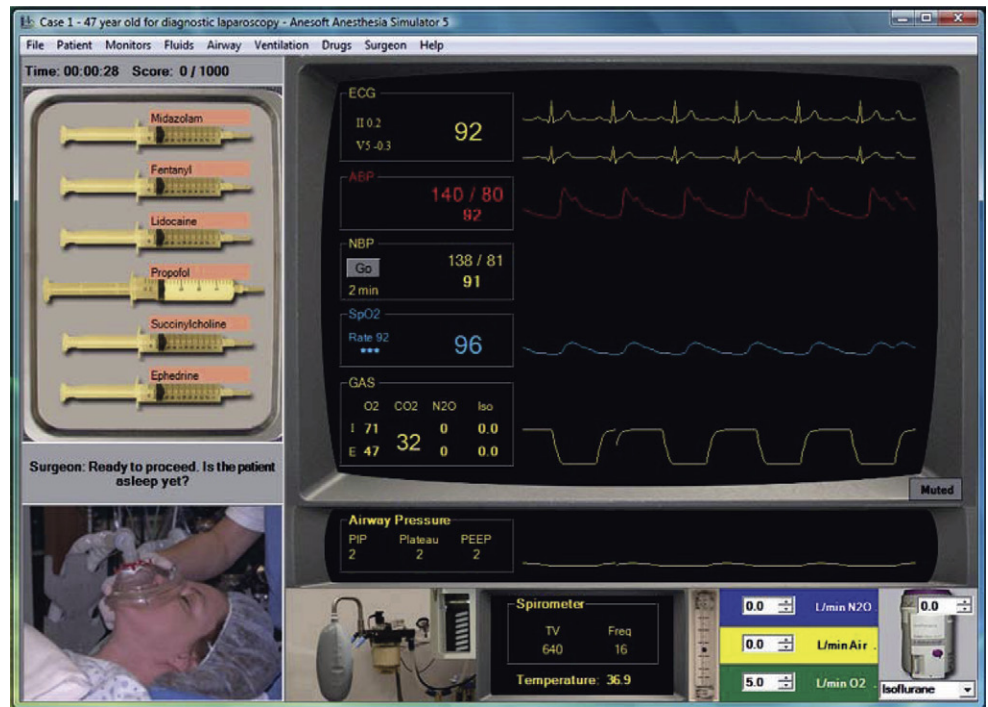 Case 1 - 47 year old for diagnostic laparoscopy - Anesoft Anesthesia Simulator 5
File Patient Monitors Fluids Airway Ventilation Drugs Surgeon Help
Time: 00:00:28 Score: 0 / 1000
Midazolam
Fentanyl
Lidocaine
Propofol
Succinylcholine
Ephedrine
Surgeon: Ready to proceed. Is the patient
asleep yet?
ECG
II 0.2
92
V5 -0.3
ABP
140 / 80
92
NBP
Go
138 / 81
2 min
91
SpO2
Rate 92
***
96
GAS
O2 CO2 N2O Iso
I 71 0 0.0
32
E 47 0 0.0
Muted
Airway Pressure
PIP Plateau PEEP
2 2 2
Spirometer
TV Freq
640 16
Temperature: 36.9
0.0 L/min N2O
0.0 L/min Air
5.0 L/min O2
0.0
Isoflurane